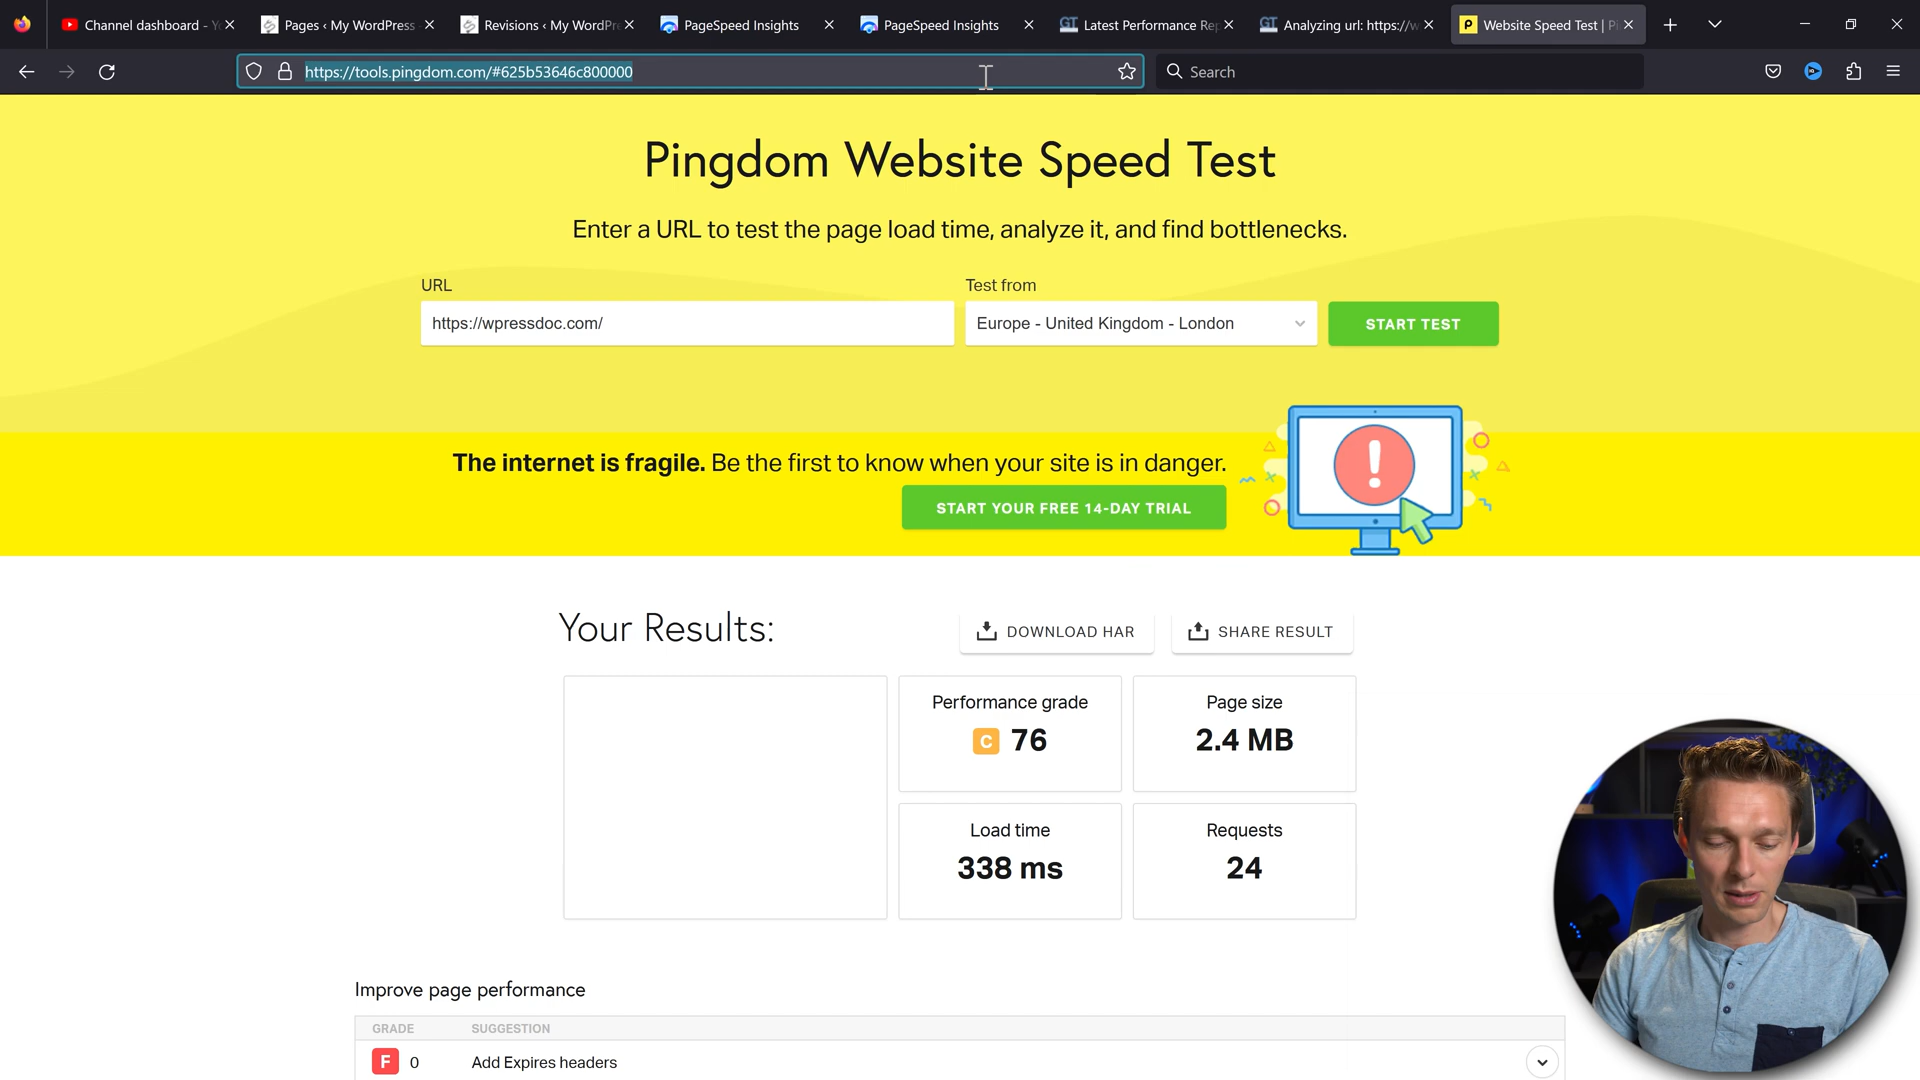 Channel dashboard - Y
Pages ‹ My WordPress
Revisions ‹ My WordPr
PageSpeed Insights
PageSpeed Insights
GT Latest Performance Rep
GT Analyzing url: https://w
P Website Speed Test | Pi
https://tools.pingdom.com/#625b53646c800000
Search
Pingdom Website Speed Test
Enter a URL to test the page load time, analyze it, and find bottlenecks.
URL
Test from
https://wpressdoc.com/
Europe - United Kingdom - London
START TEST
The internet is fragile. Be the first to know when your site is in danger.
START YOUR FREE 14-DAY TRIAL
!
Your Results:
DOWNLOAD HAR
SHARE RESULT
Performance grade
C 76
Page size
2.4 MB
Load time
338 ms
Requests
24
Improve page performance
GRADE SUGGESTION
F 0 Add Expires headers